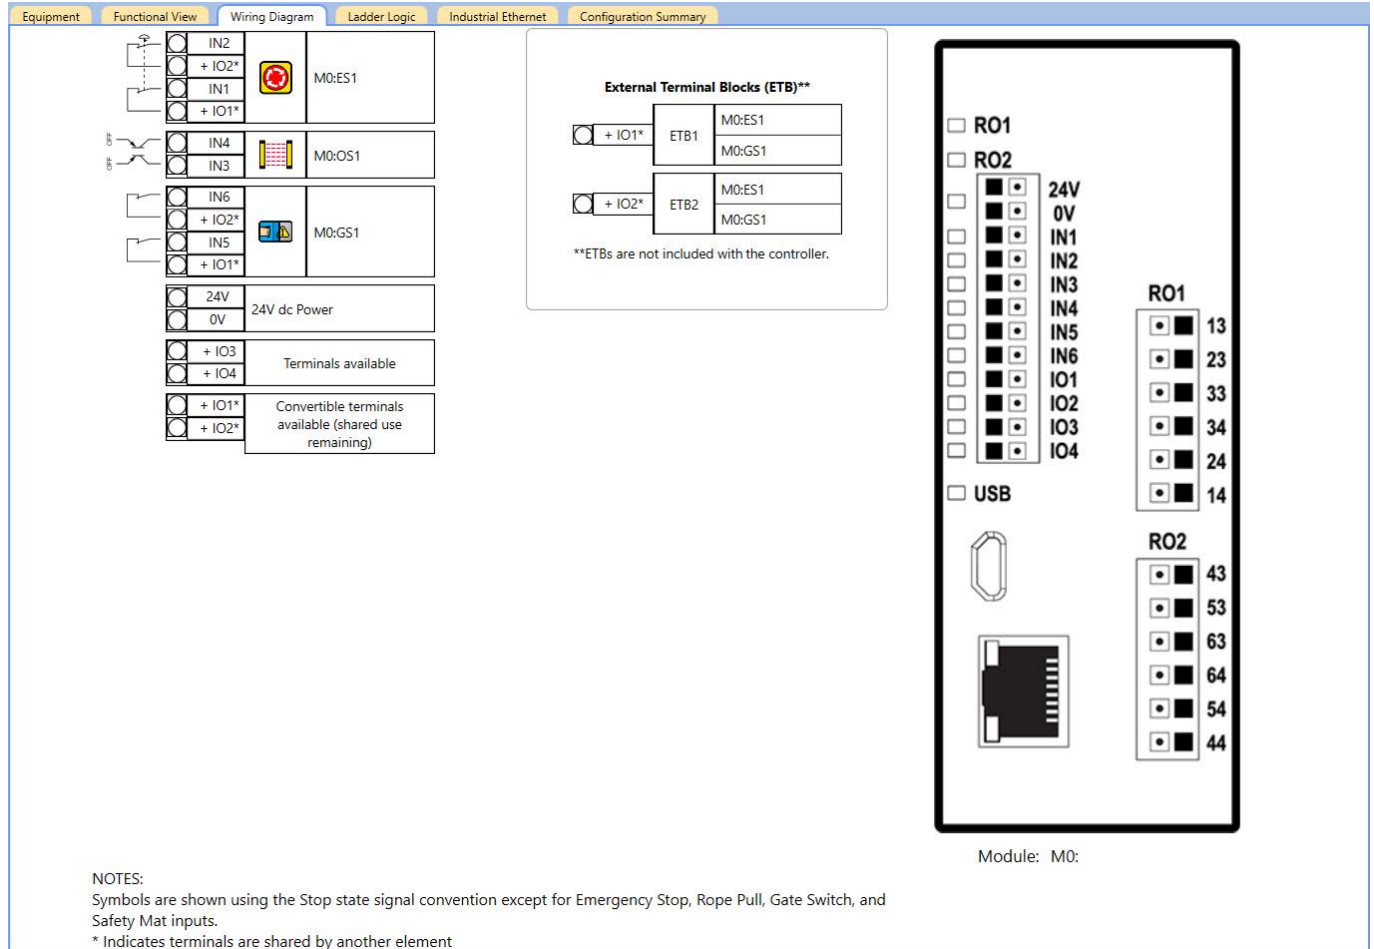 Equipment
Functional View
Wiring Diagram
Ladder Logic
Industrial Ethernet
Configuration Summary
IN2
+ IO2*
IN1
+ IO1*
M0:ES1
OFF
OFF
IN4
IN3
M0:OS1
IN6
+ IO2*
IN5
+ IO1*
M0:GS1
24V
0V
24V dc Power
+ IO3
+ IO4
Terminals available
+ IO1*
+ IO2*
Convertible terminals
available (shared use
remaining)
External Terminal Blocks (ETB)**
+ IO1*
ETB1
M0:ES1
M0:GS1
+ IO2*
ETB2
M0:ES1
M0:GS1
**ETBs are not included with the controller.
RO1
RO2
24V
0V
IN1
IN2
IN3
IN4
IN5
IN6
IO1
IO2
IO3
IO4
USB
RO1
13
23
33
34
24
14
RO2
43
53
63
64
54
44
Module: M0:
NOTES:
Symbols are shown using the Stop state signal convention except for Emergency Stop, Rope Pull, Gate Switch, and
Safety Mat inputs.
* Indicates terminals are shared by another element